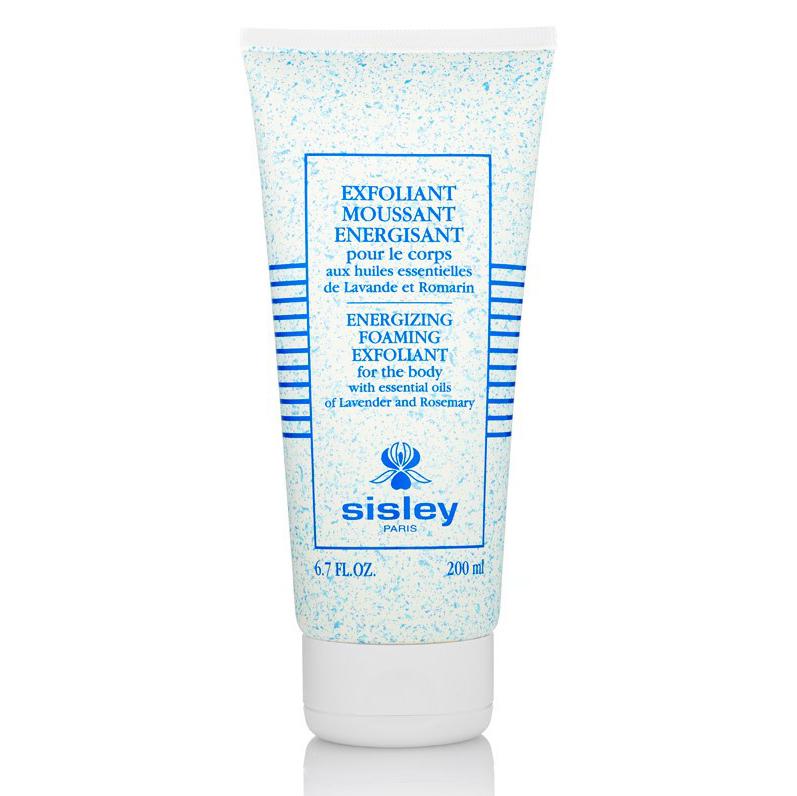 EXFOLIANT
MOUSSANT
ENERGISANT
pour le corps
aux huiles essentielles
de Lavande et Romarin
ENERGIZING
FOAMING
EXFOLIANT
for the body
with essential oils
of Lavender and Rosemary
sisley
PARIS
6.7 FL.OZ. 200 ml